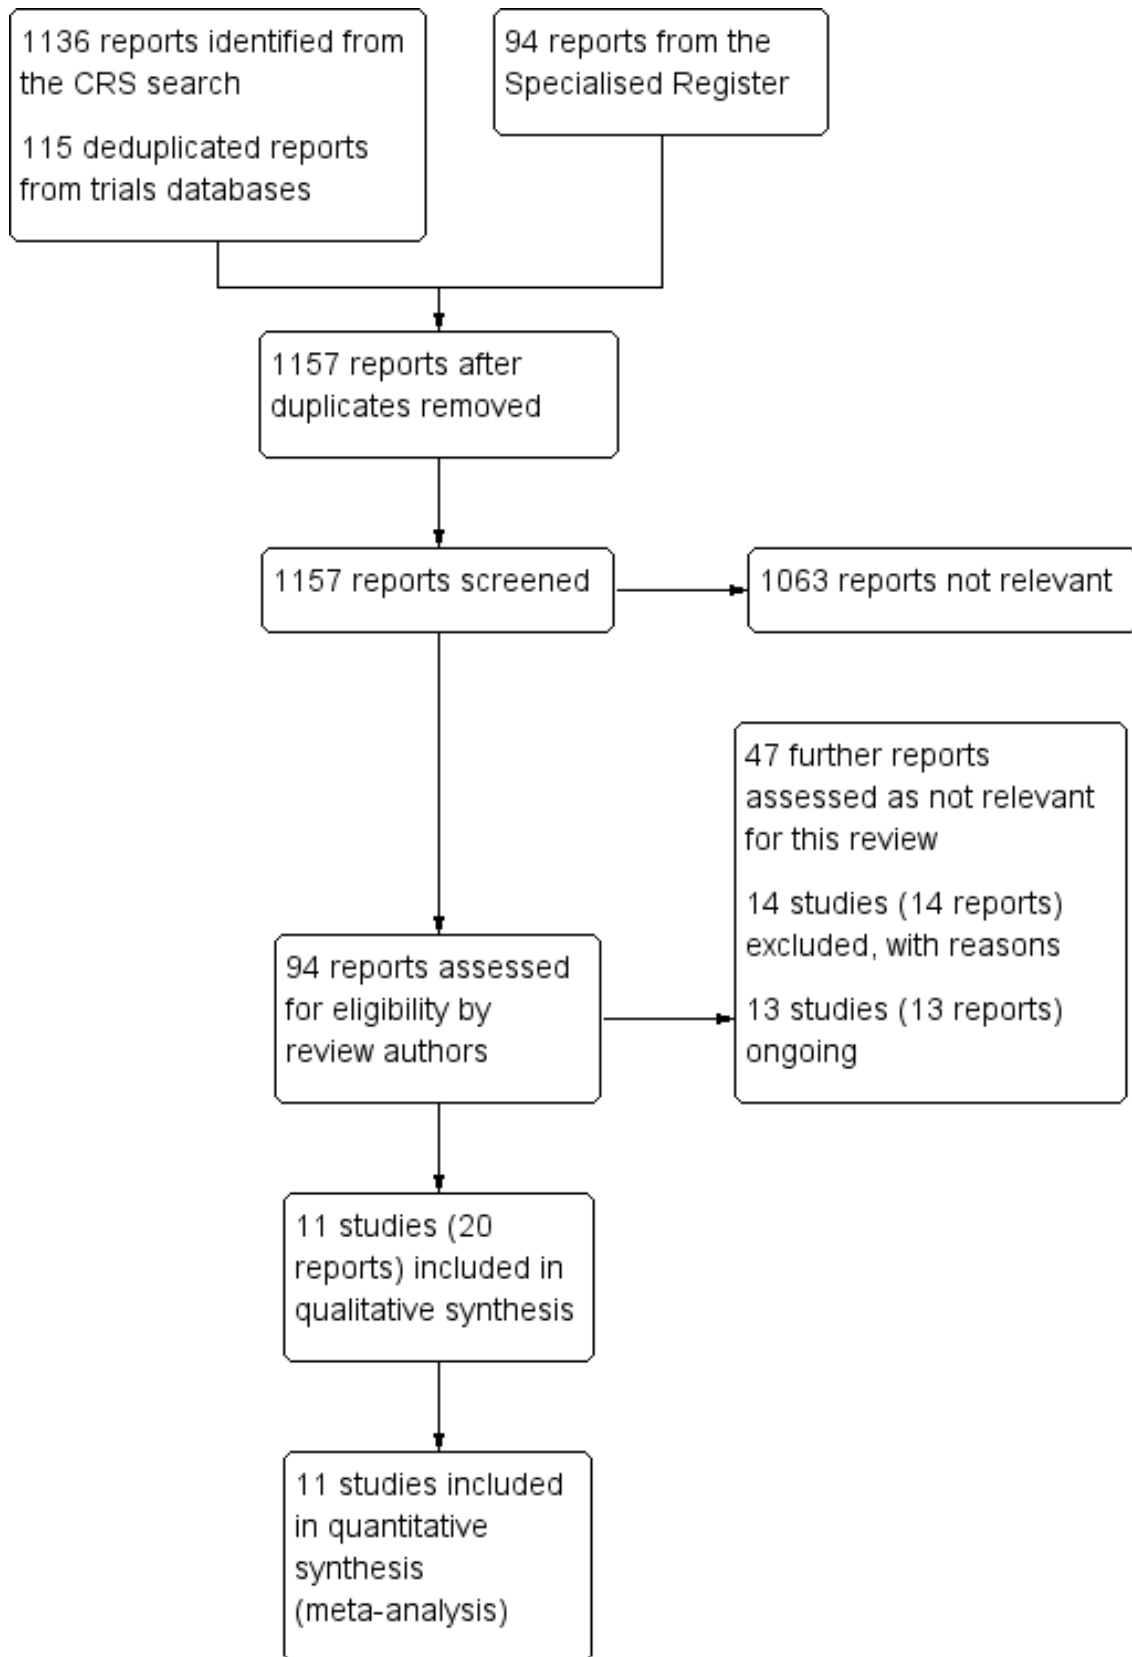 1136 reports identified from
the CRS search
115 deduplicated reports
from trials databases
94 reports from the
Specialised Register
1157 reports after
duplicates removed
1157 reports screened
1063 reports not relevant
47 further reports
assessed as not relevant
for this review
14 studies (14 reports)
excluded, with reasons
13 studies (13 reports)
ongoing
94 reports assessed
for eligibility by
review authors
11 studies (20
reports) included in
qualitative synthesis
11 studies included
in quantitative
synthesis
(meta-analysis)